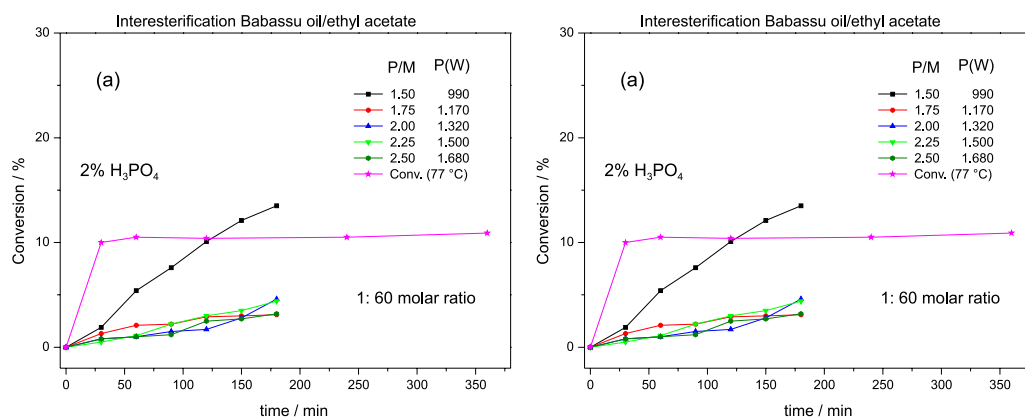 Interesterification Babassu oil/ethyl acetate
30
20
10
0
Conversion / %
(a)
P/M P(W)
1.50 990
1.75 1.170
2.00 1.320
2.25 1.500
2.50 1.680
Conv. (77 °C)
2% H₃PO₄
1: 60 molar ratio
0 50 100 150 200 250 300 350
time / min
Interesterification Babassu oil/ethyl acetate
30
20
10
0
Conversion / %
(a)
P/M P(W)
1.50 990
1.75 1.170
2.00 1.320
2.25 1.500
2.50 1.680
Conv. (77 °C)
2% H₃PO₄
1: 60 molar ratio
0 50 100 150 200 250 300 350
time / min